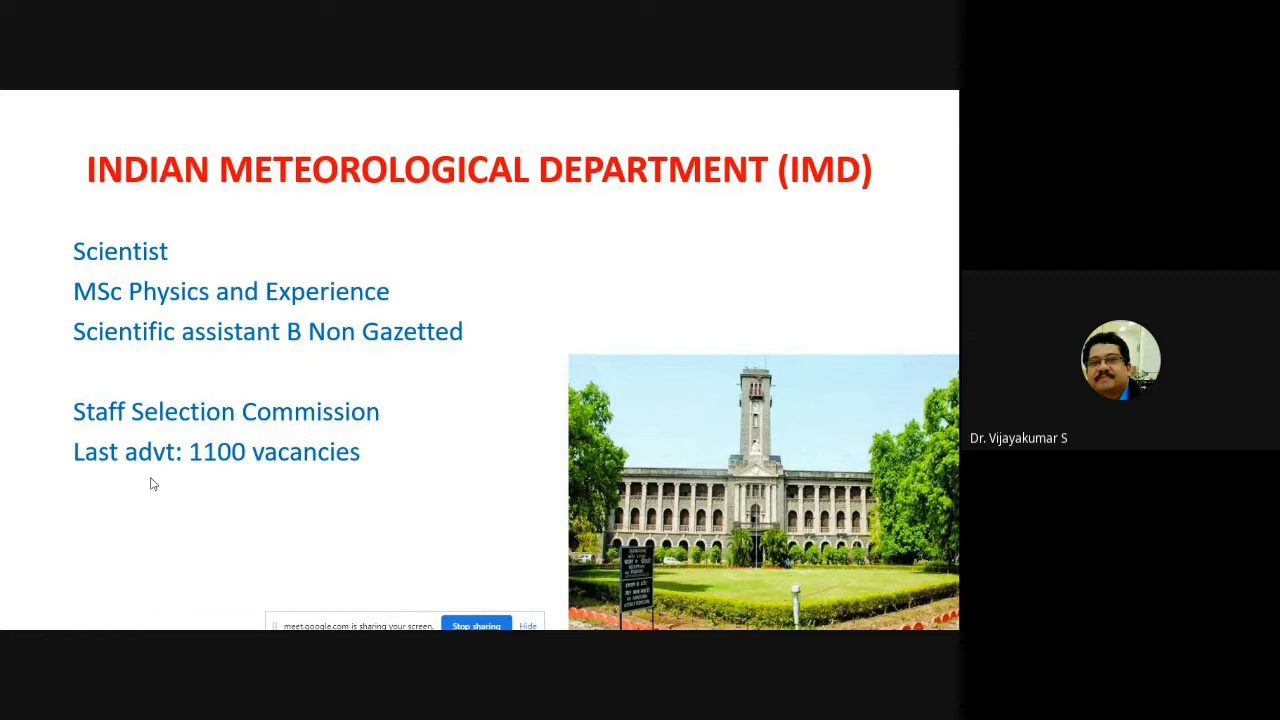 INDIAN METEOROLOGICAL DEPARTMENT (IMD)
Scientist
MSc Physics and Experience
Scientific assistant B Non Gazetted
Staff Selection Commission
Last advt: 1100 vacancies
meet.google.com is sharing your screen.
Stop sharing
Hide
Dr. Vijayakumar S